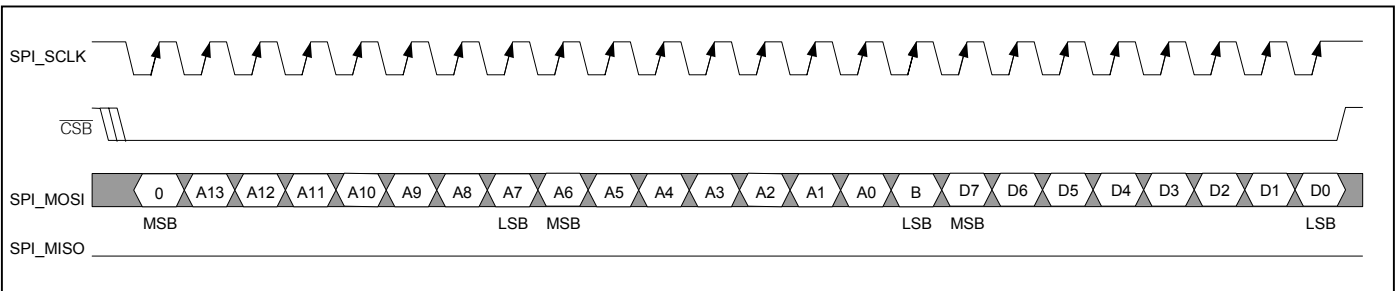 SPI_SCLK
CSB
SPI_MOSI 0 A13 A12 A11 A10 A9 A8 A7 A6 A5 A4 A3 A2 A1 A0 B D7 D6 D5 D4 D3 D2 D1 D0
MSB LSB MSB LSB MSB LSB
SPI_MISO